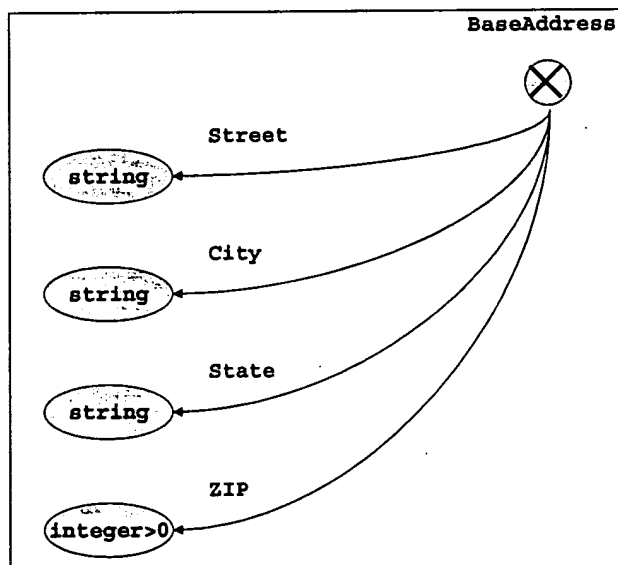 BaseAddress
Street
string
City
string
State
string
ZIP
integer>0